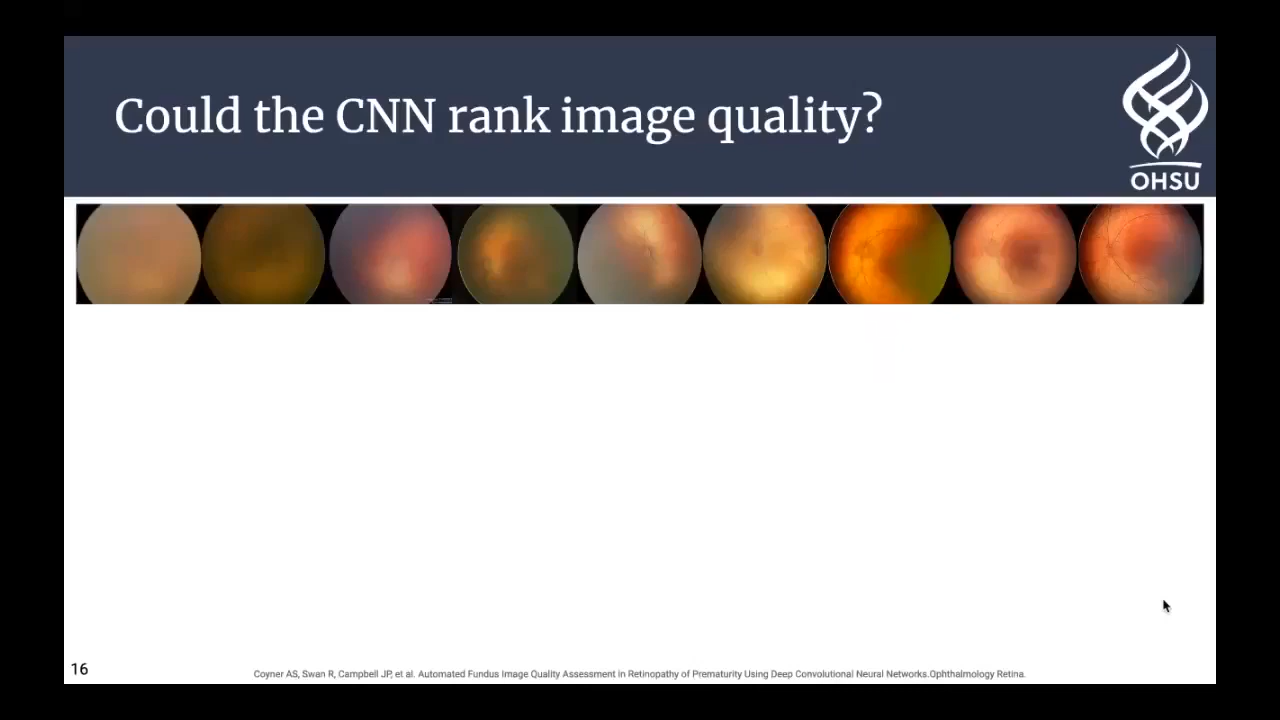 Could the CNN rank image quality?
OHSU
16
Coyner AS, Swan R, Campbell JP, et al. Automated Fundus Image Quality Assessment in Retinopathy of Prematurity Using Deep Convolutional Neural Networks.Ophthalmology Retina.